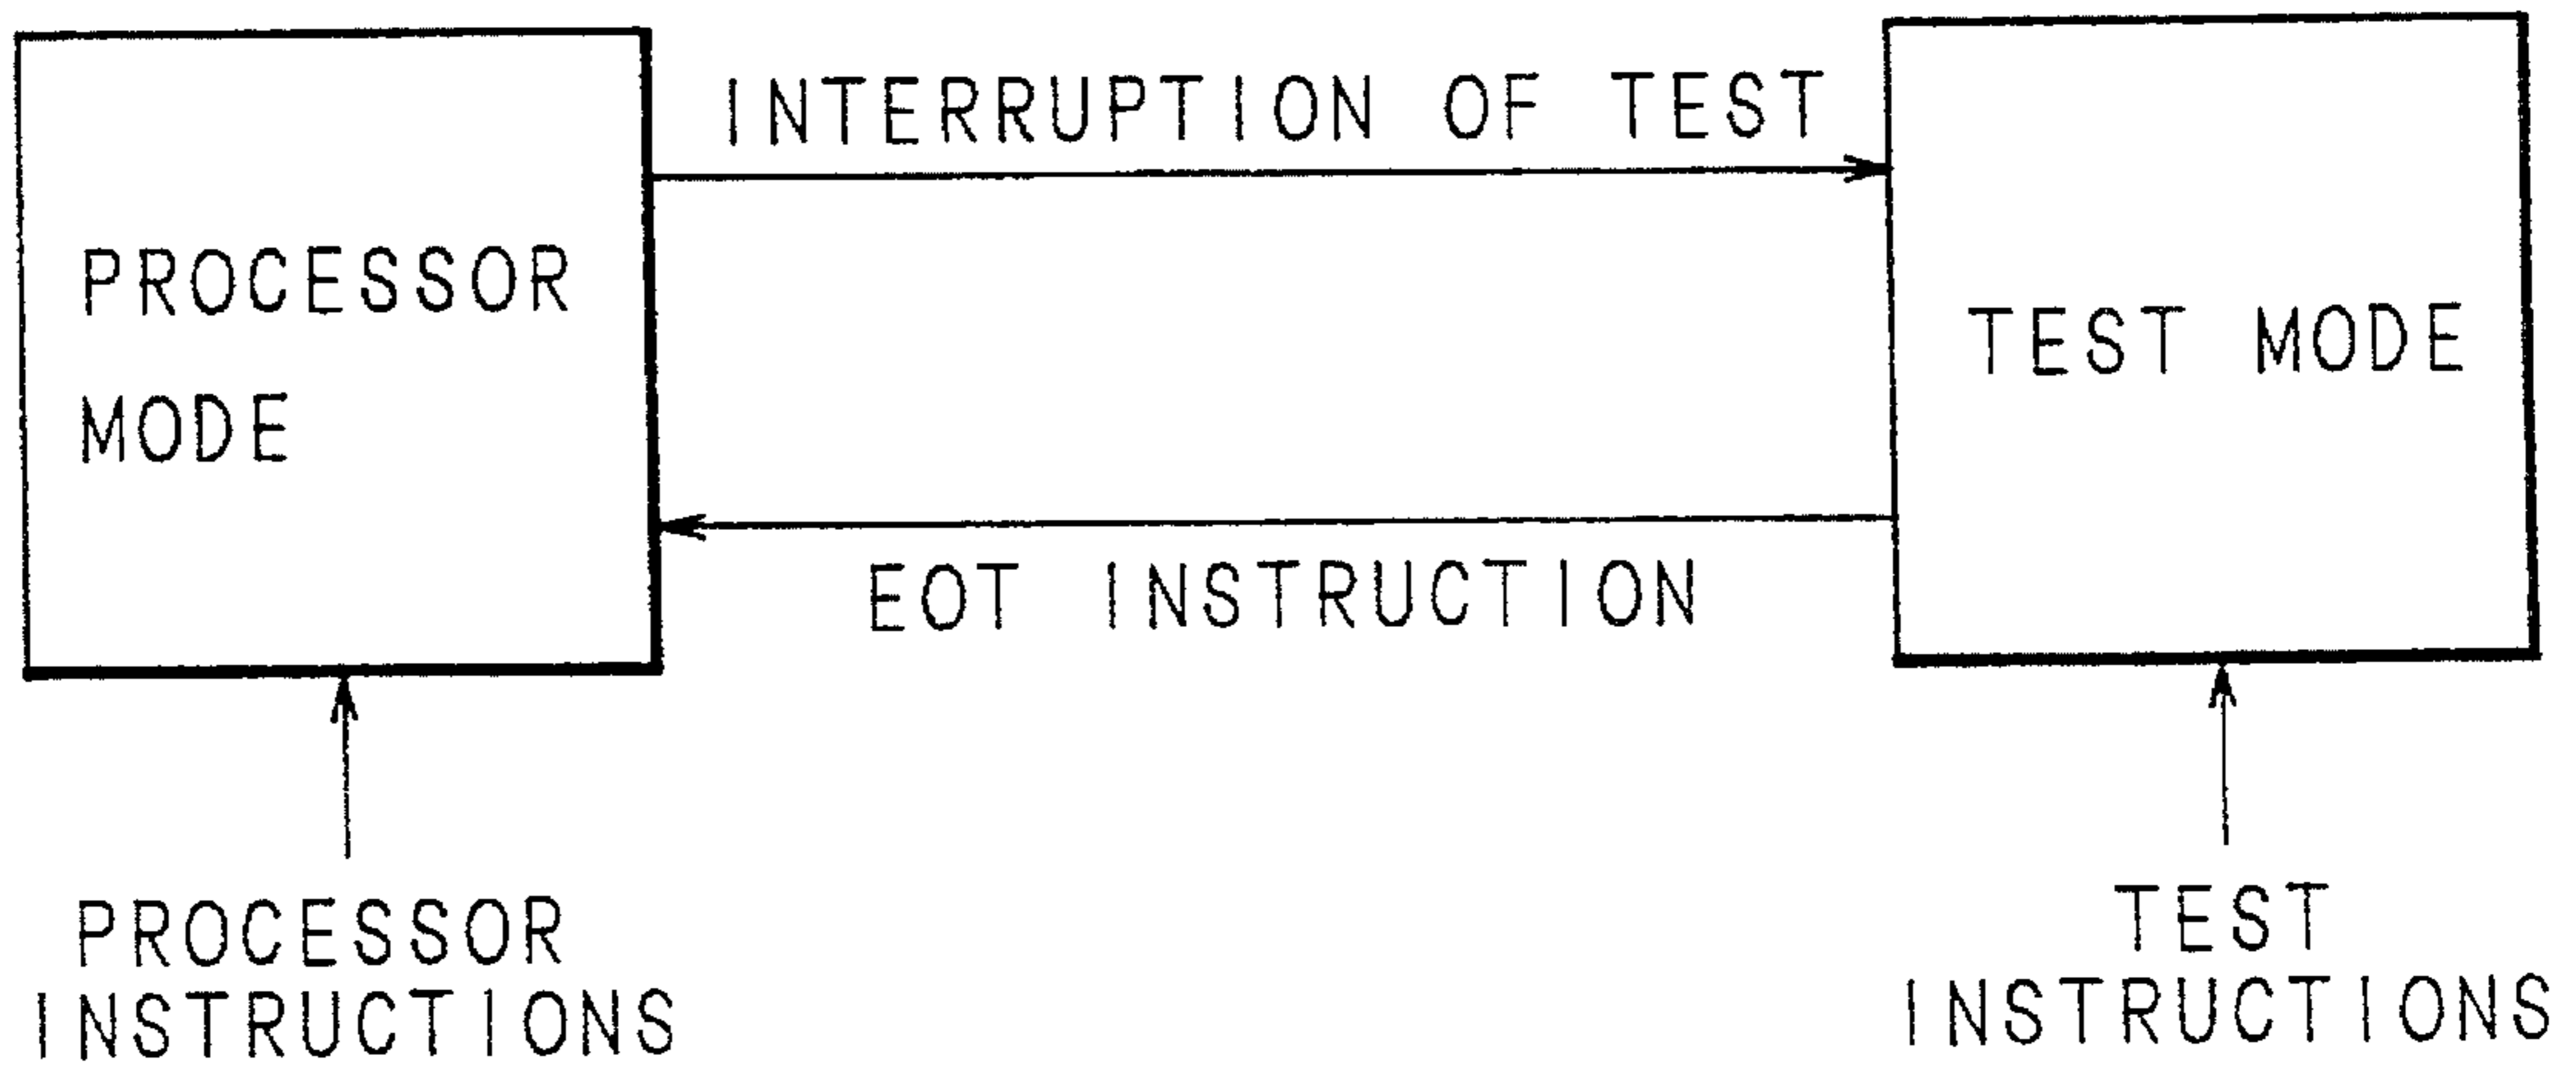 INTERRUPTION OF TEST
PROCESSOR
MODE
TEST MODE
EOT INSTRUCTION
PROCESSOR
INSTRUCTIONS
TEST
INSTRUCTIONS